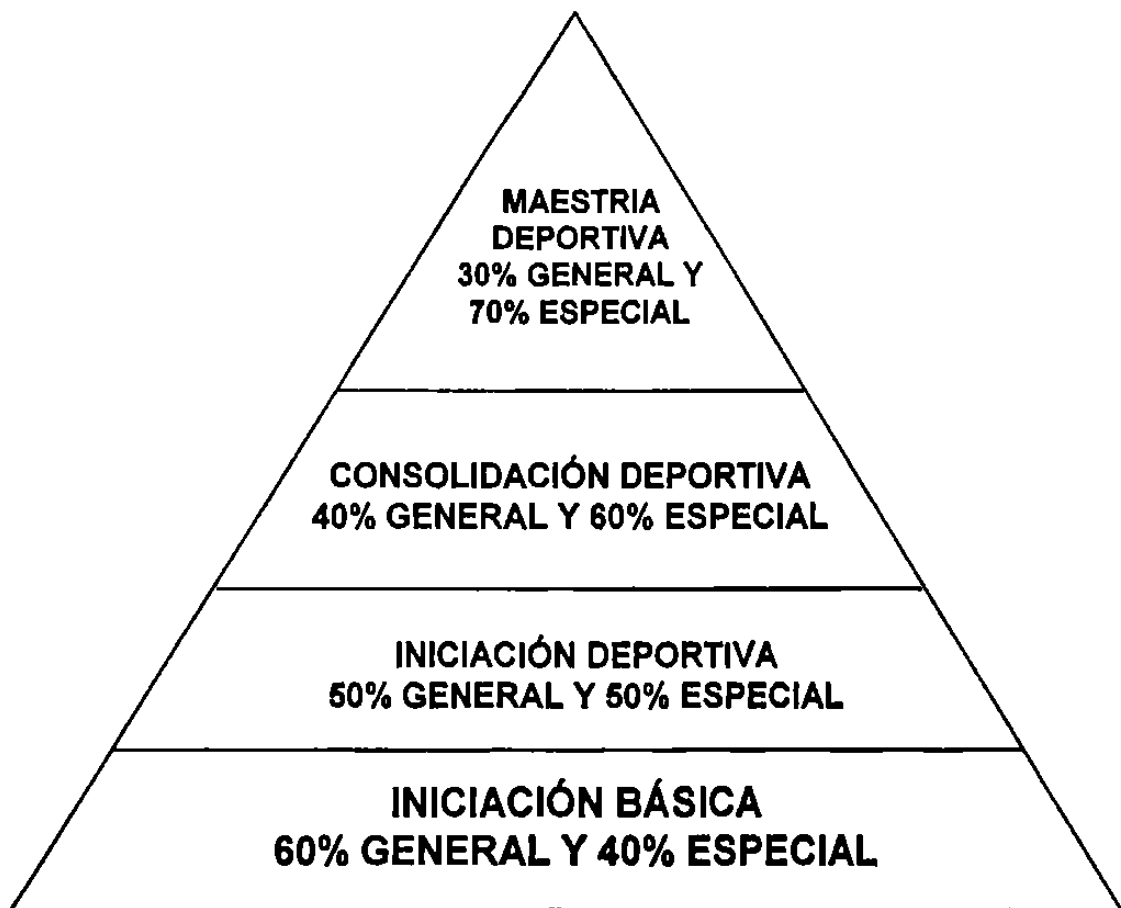 MAESTRIA
DEPORTIVA
30% GENERAL Y
70% ESPECIAL
CONSOLIDACIÓN DEPORTIVA
40% GENERAL Y 60% ESPECIAL
INICIACIÓN DEPORTIVA
50% GENERAL Y 50% ESPECIAL
INICIACIÓN BÁSICA
60% GENERAL Y 40% ESPECIAL